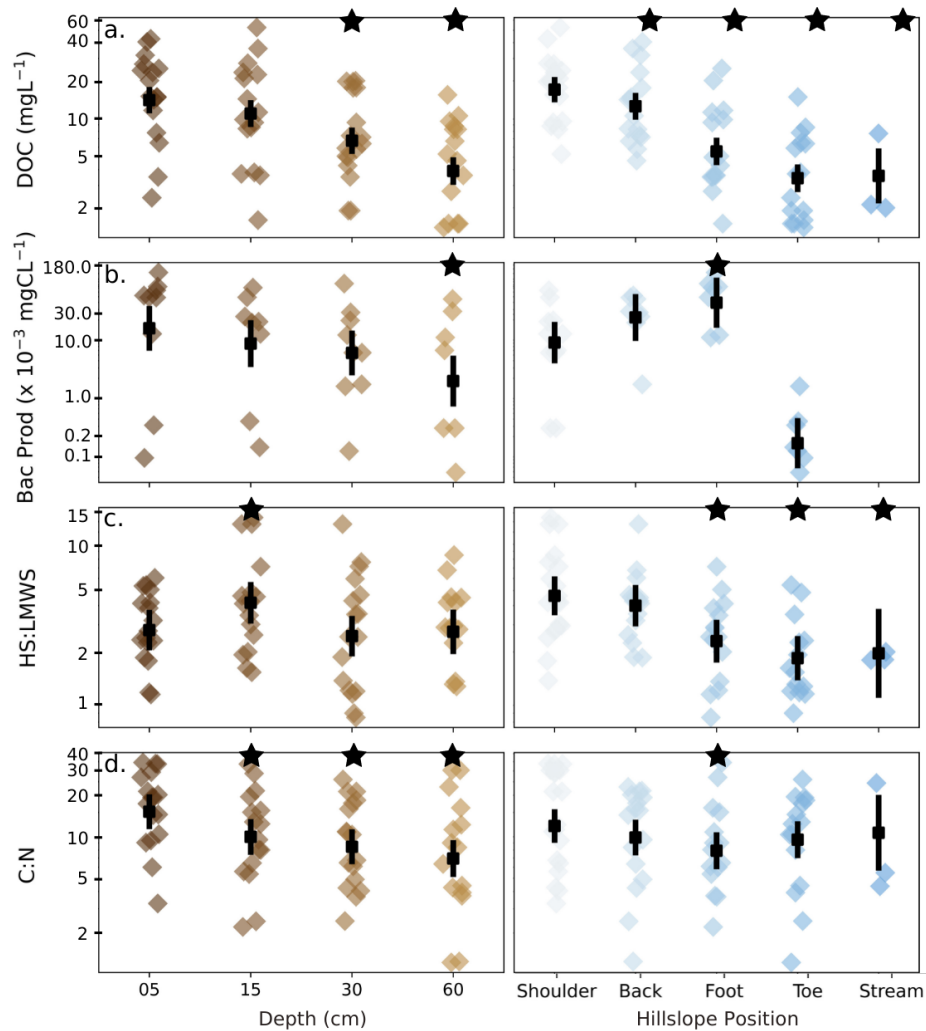 a.
DOC (mgL⁻¹)
60
40
20
10
5
2
b.
Bac Prod (x 10⁻³ mgCL⁻¹)
180.0
30.0
10.0
1.0
0.2
0.1
c.
HS:LMWS
15
10
5
2
1
d.
C:N
40
30
20
10
5
2
05 15 30 60 Shoulder Back Foot Toe Stream
Depth (cm) Hillslope Position